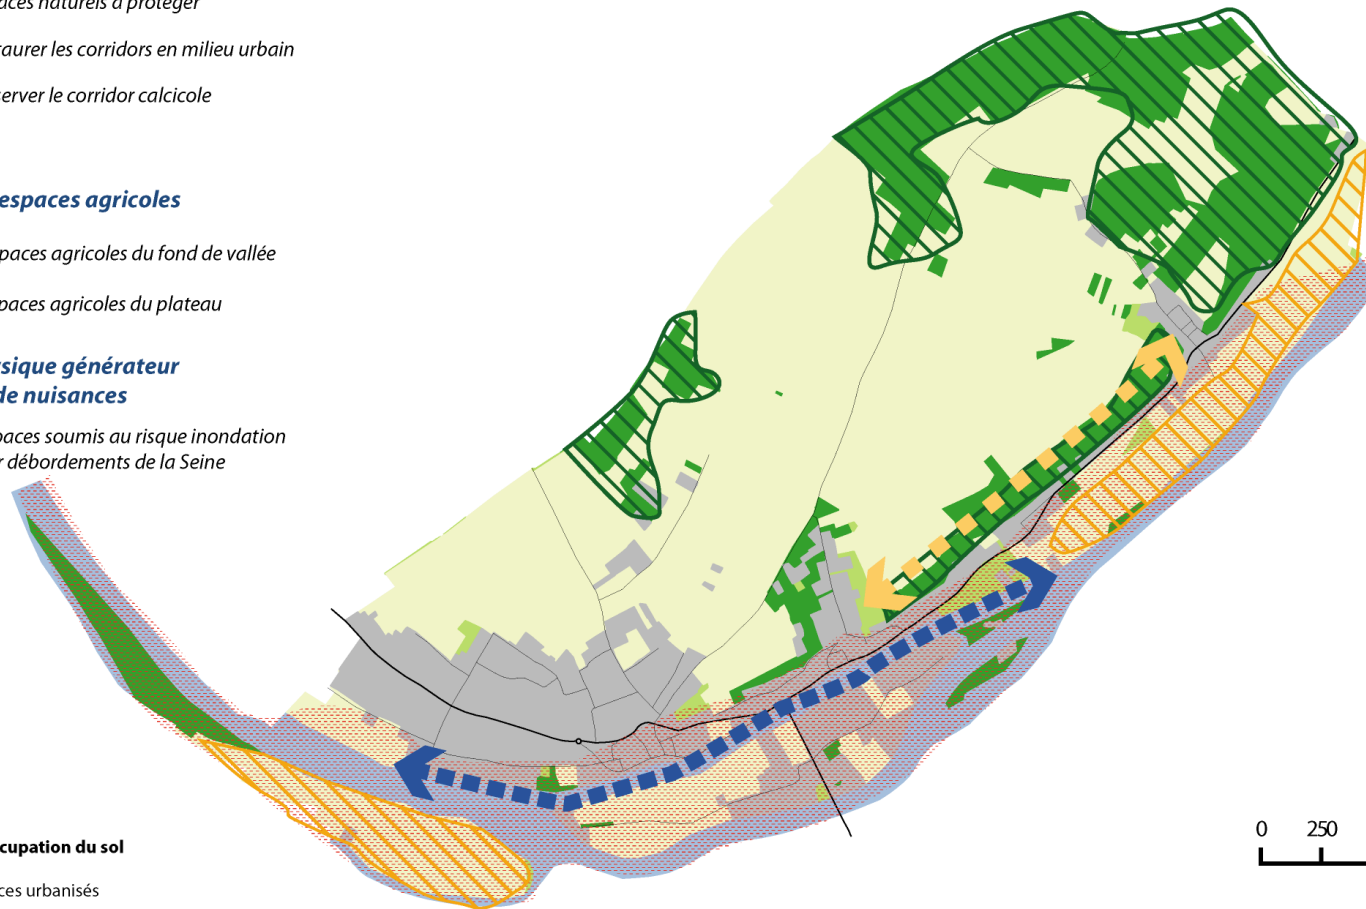 aces naturels à protéger
taurer les corridors en milieu urbain
server le corridor calcicole
espaces agricoles
paces agricoles du fond de vallée
paces agricoles du plateau
sique générateur
de nuisances
paces soumis au risque inondation
r débordements de la Seine
cupation du sol
ces urbanisés
0 250